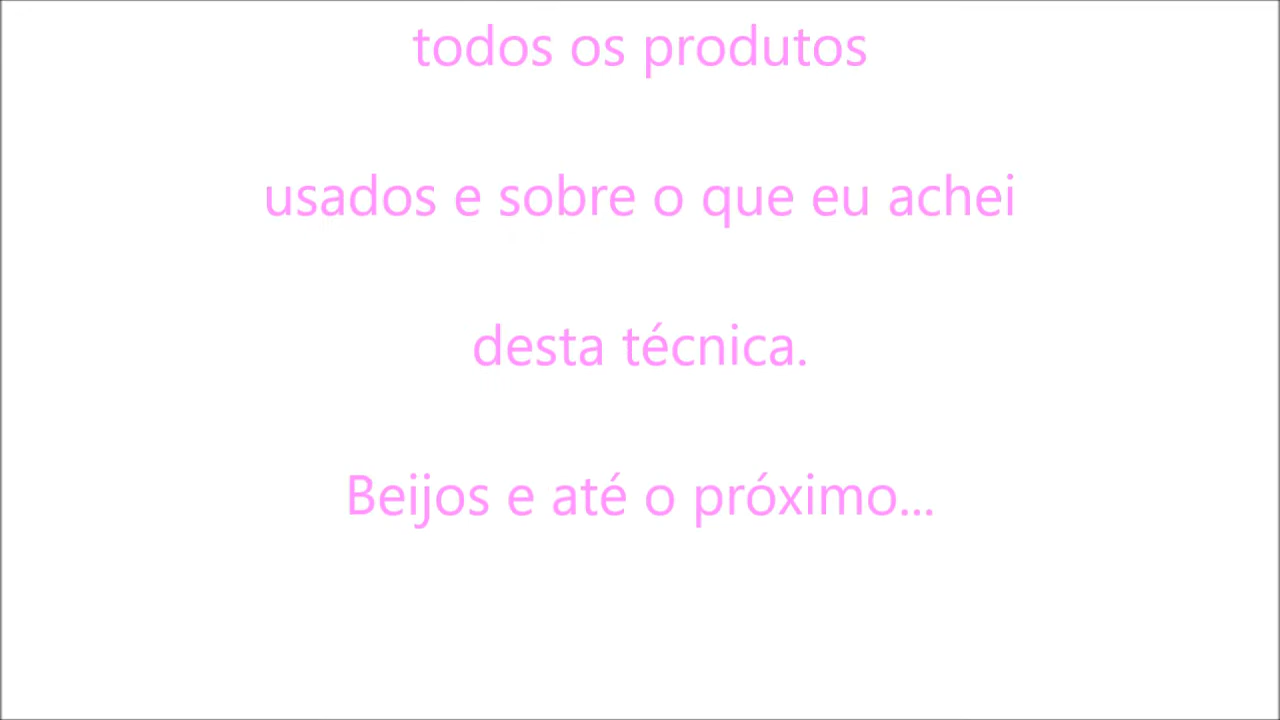 todos os produtos
usados e sobre o que eu achei
desta técnica.
Beijos e até o próximo...